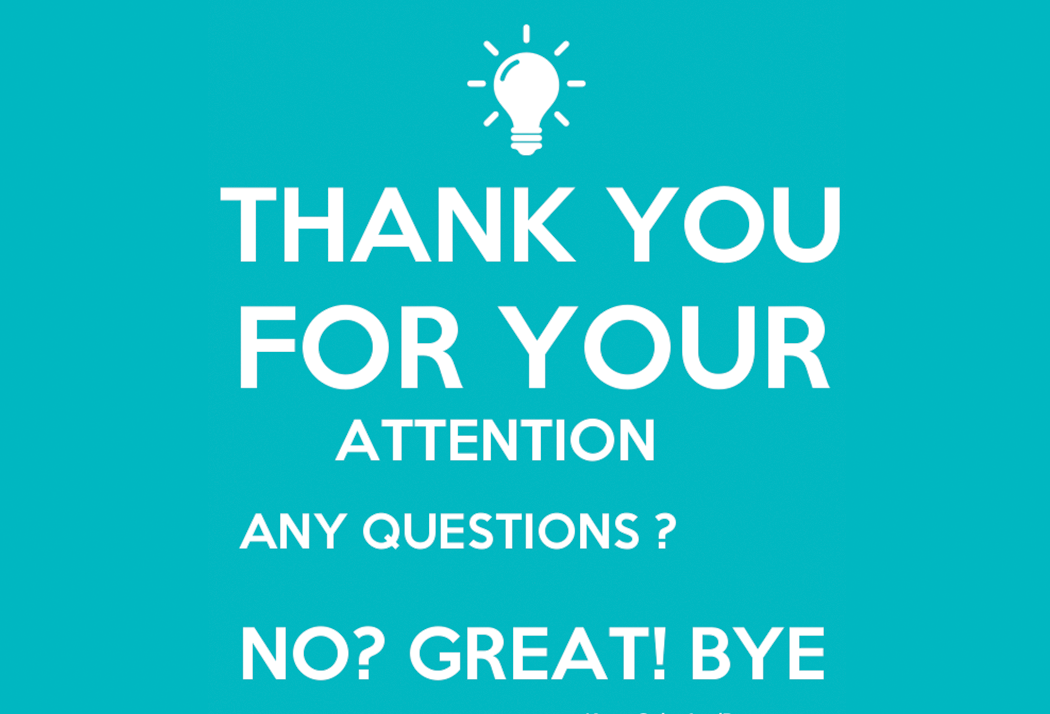 THANK YOU
FOR YOUR
ATTENTION
ANY QUESTIONS ?
NO? GREAT! BYE